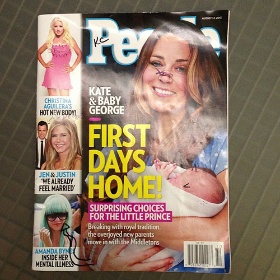 People
KATE
& BABY
GEORGE
FIRST
DAYS
HOME!
SURPRISING CHOICES
FOR THE LITTLE PRINCE
Breaking with royal tradition,
the overjoyed new parents
move in with the Middletons
CHRISTINA
AGUILERA'S
HOT NEW BODY!
JEN & JUSTIN
'WE ALREADY
FEEL MARRIED'
AMANDA BYNES
INSIDE HER
MENTAL ILLNESS